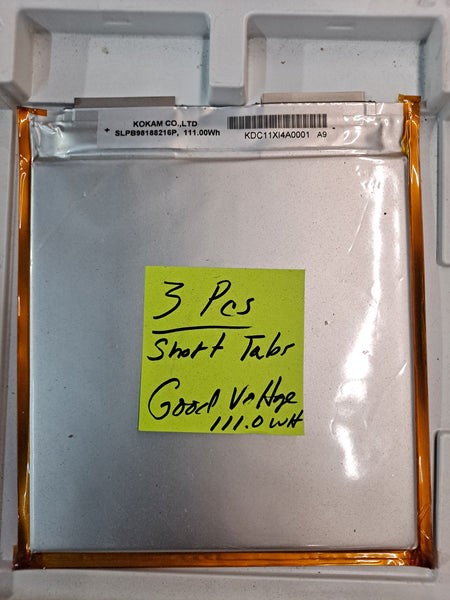 KOKAM CO.,LTD
+ SLPB98188216P, 111.00Wh
KDC11XI4A0001 A9
3 Pcs
Short Tabs
Good Voltage
111.0 WH